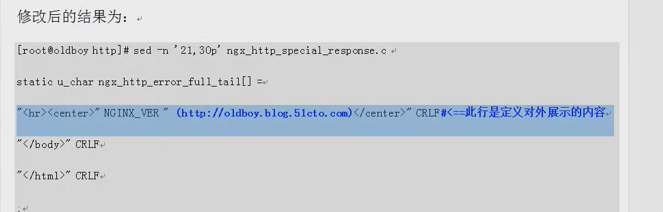 修改后的结果为：
[root@oldboy http]# sed -n '21,30p' ngx_http_special_response.c
static u_char ngx_http_error_full_tail[] =
"<hr><center>" NGINX_VER " (http://oldboy.blog.51cto.com)</center>" CRLF#<==此行是定义对外展示的内容
"</body>" CRLF
"</html>" CRLF
;